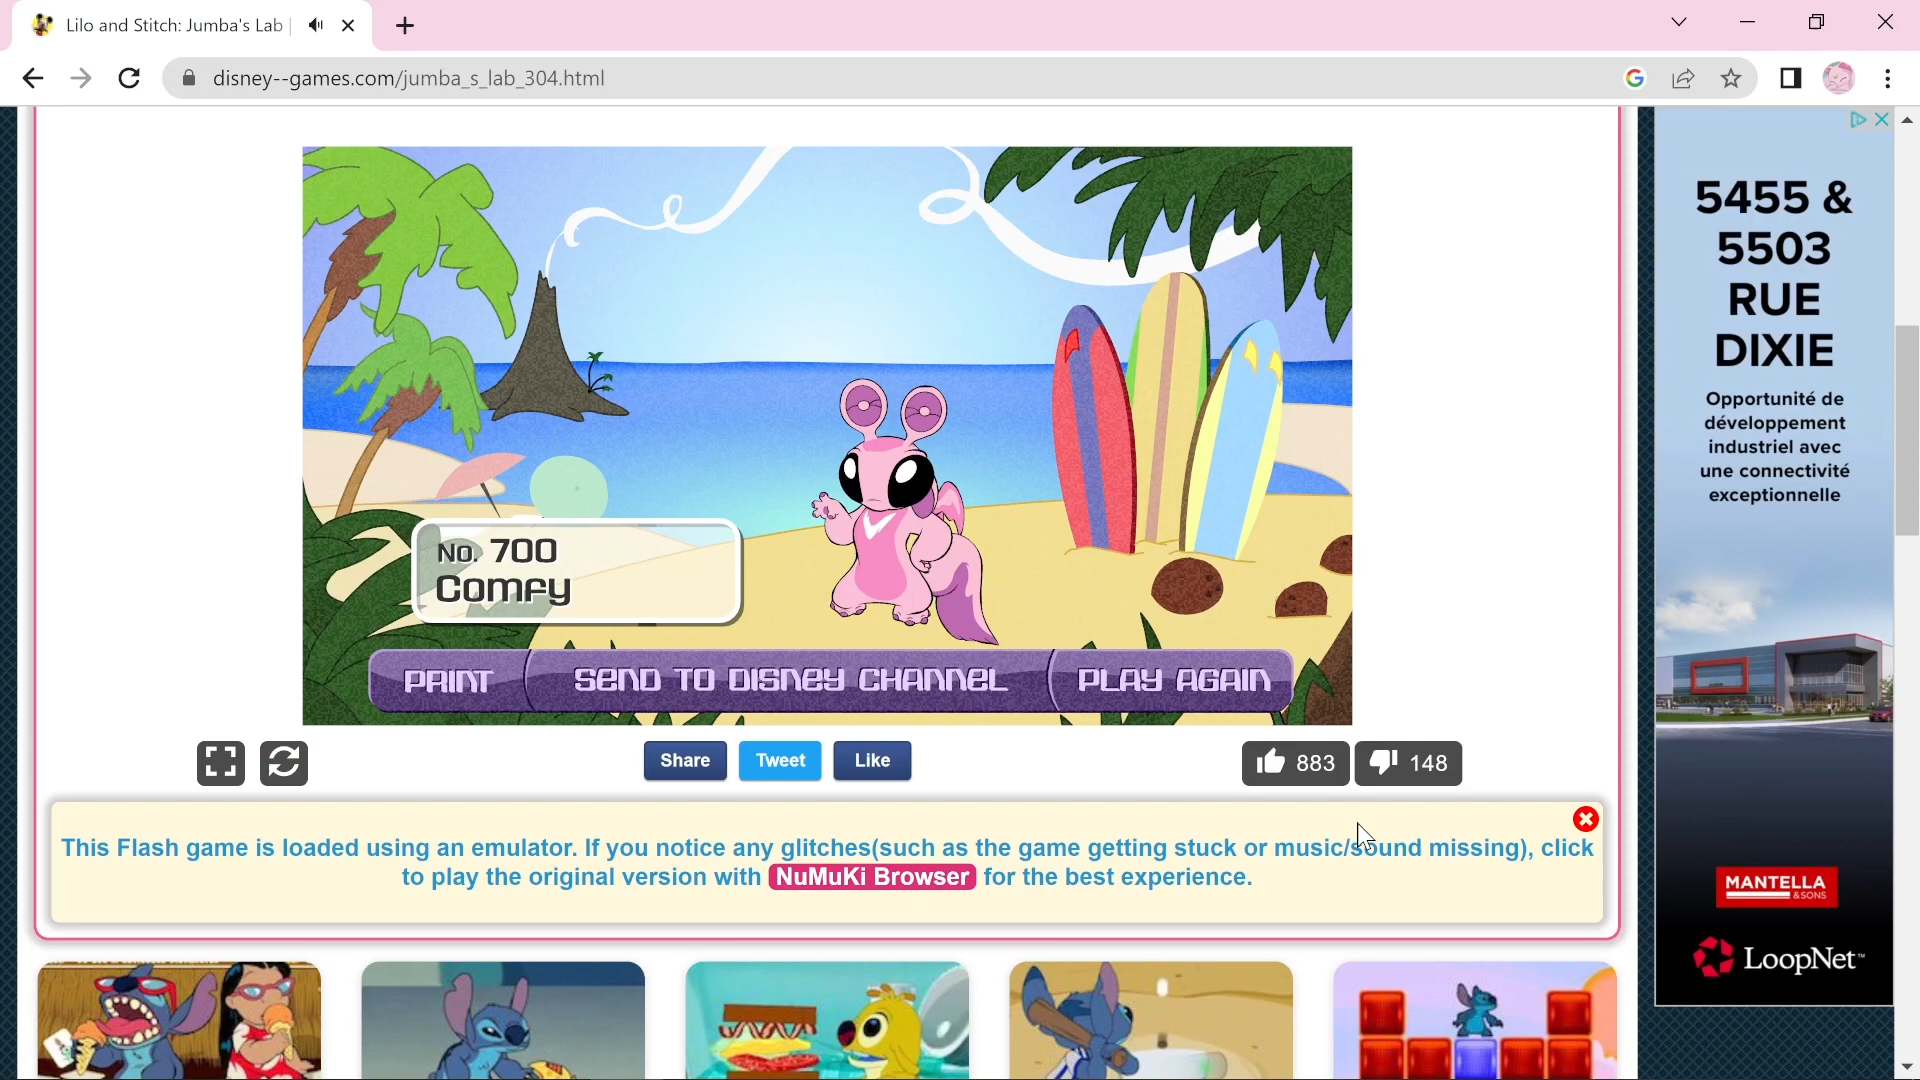 Lilo and Stitch: Jumba's Lab |
disney--games.com/jumba_s_lab_304.html
No. 700
Comfy
PRINT
SEND TO DISNEY CHANNEL
PLAY AGAIN
Share
Tweet
Like
883
148
This Flash game is loaded using an emulator. If you notice any glitches(such as the game getting stuck or music/sound missing), click
to play the original version with NuMuKi Browser for the best experience.
5455 &
5503
RUE
DIXIE
Opportunité de
développement
industriel avec
une connectivité
exceptionnelle
MANTELLA
& SONS
LoopNet™